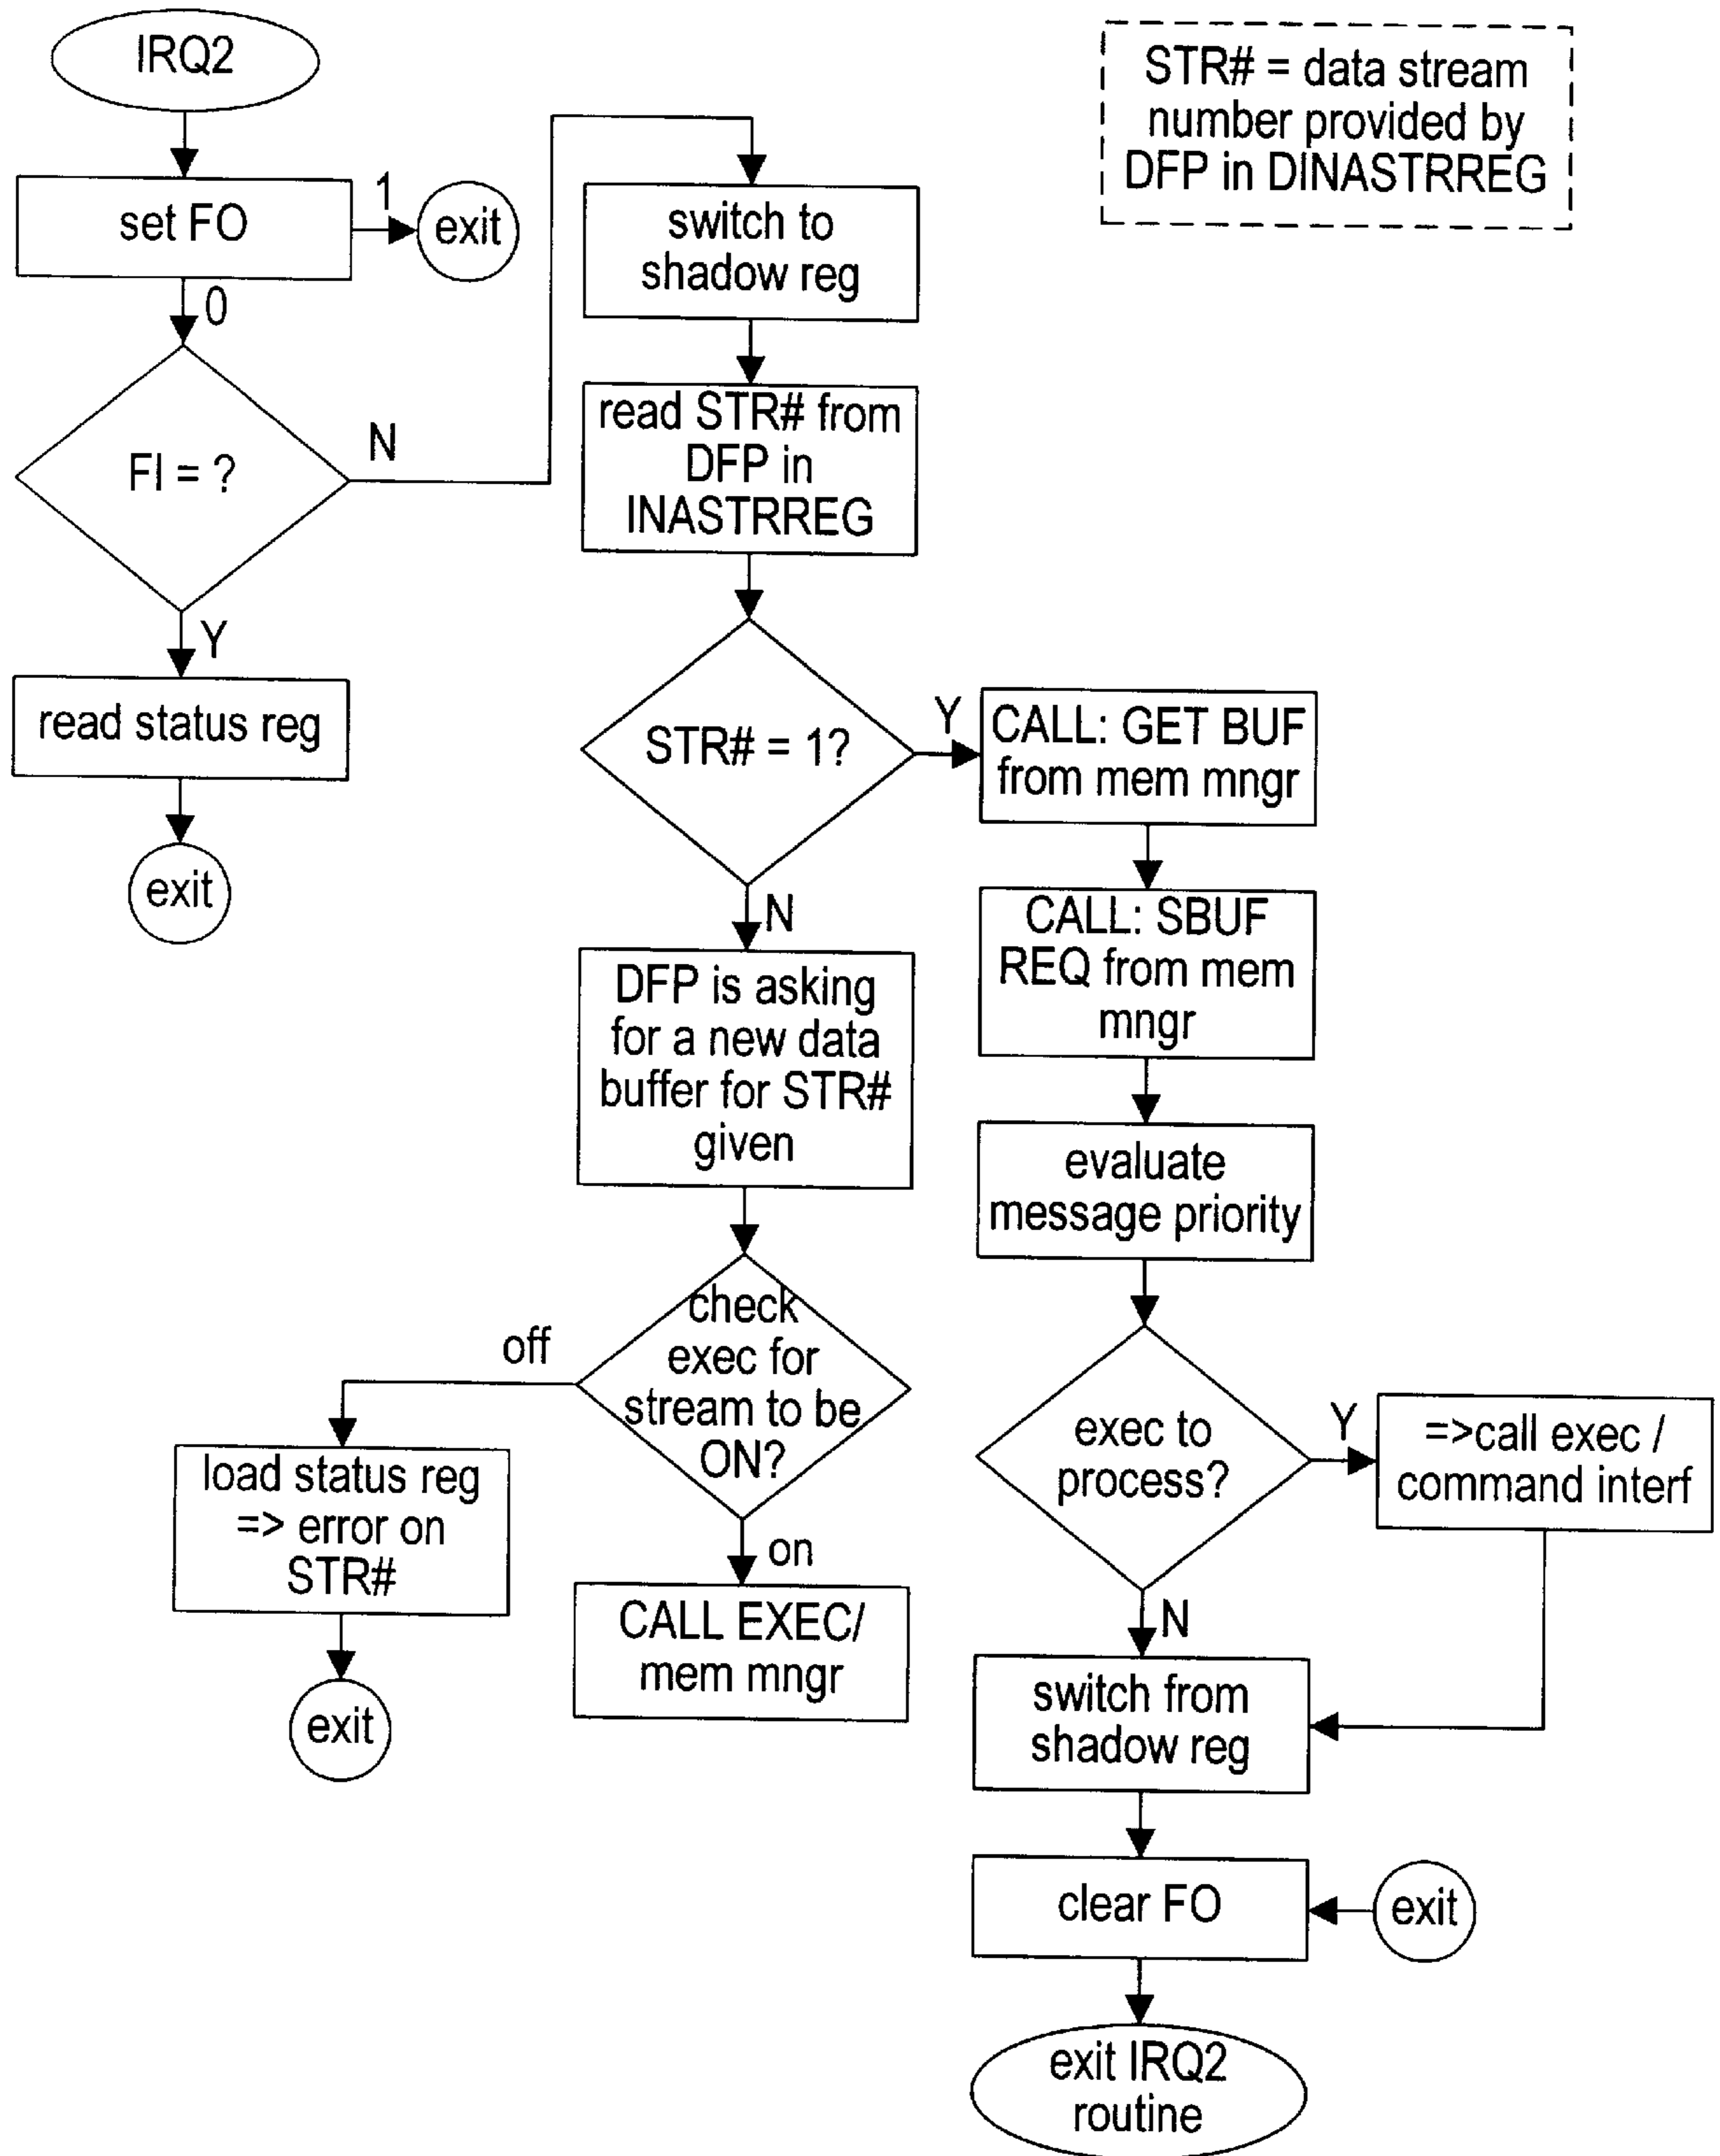 IRQ2
set FO
1
exit
0
FI = ?
N
Y
read status reg
exit
switch to
shadow reg
read STR# from
DFP in
INASTRREG
STR# = 1?
Y
N
DFP is asking
for a new data
buffer for STR#
given
check
exec for
stream to be
ON?
off
load status reg
=> error on
STR#
exit
on
CALL EXEC/
mem mngr
STR# = data stream
number provided by
DFP in DINASTRREG
CALL: GET BUF
from mem mngr
CALL: SBUF
REQ from mem
mngr
evaluate
message priority
exec to
process?
Y
=>call exec /
command interf
N
switch from
shadow reg
clear FO
exit
exit IRQ2
routine